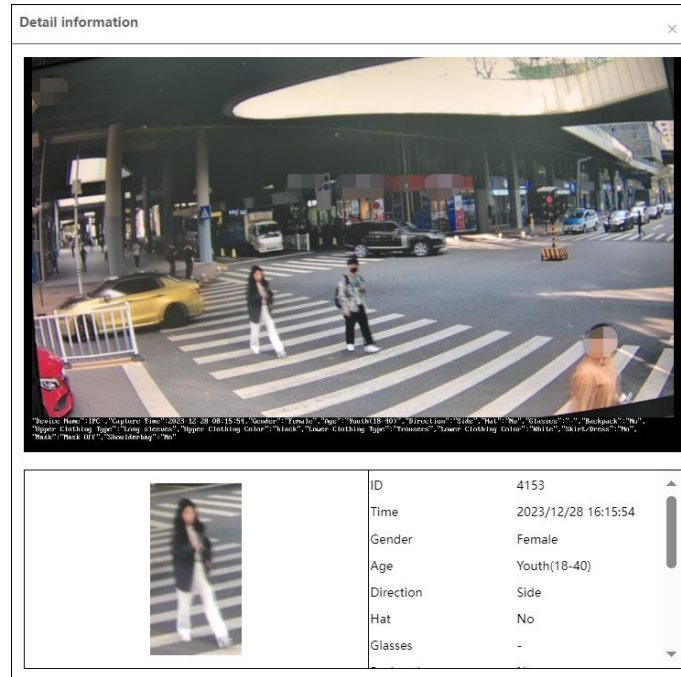 Detail information
×
"Device Name":IPC ,"Capture Time":2023-12-28 08:15:54,"Gender":"Female","Age":"Youth(18-40)","Direction":"Side","Hat":"No","Glasses":"-","Backpack":"No",
"Upper Clothing Type":"Long sleeves","Upper Clothing Color":"black","Lower Clothing Type":"Trousers","Lower Clothing Color":"White","Skirt/Dress":"No",
"Mask":"Mask Off","Shoulderbag":"No"
ID 4153
Time 2023/12/28 16:15:54
Gender Female
Age Youth(18-40)
Direction Side
Hat No
Glasses -